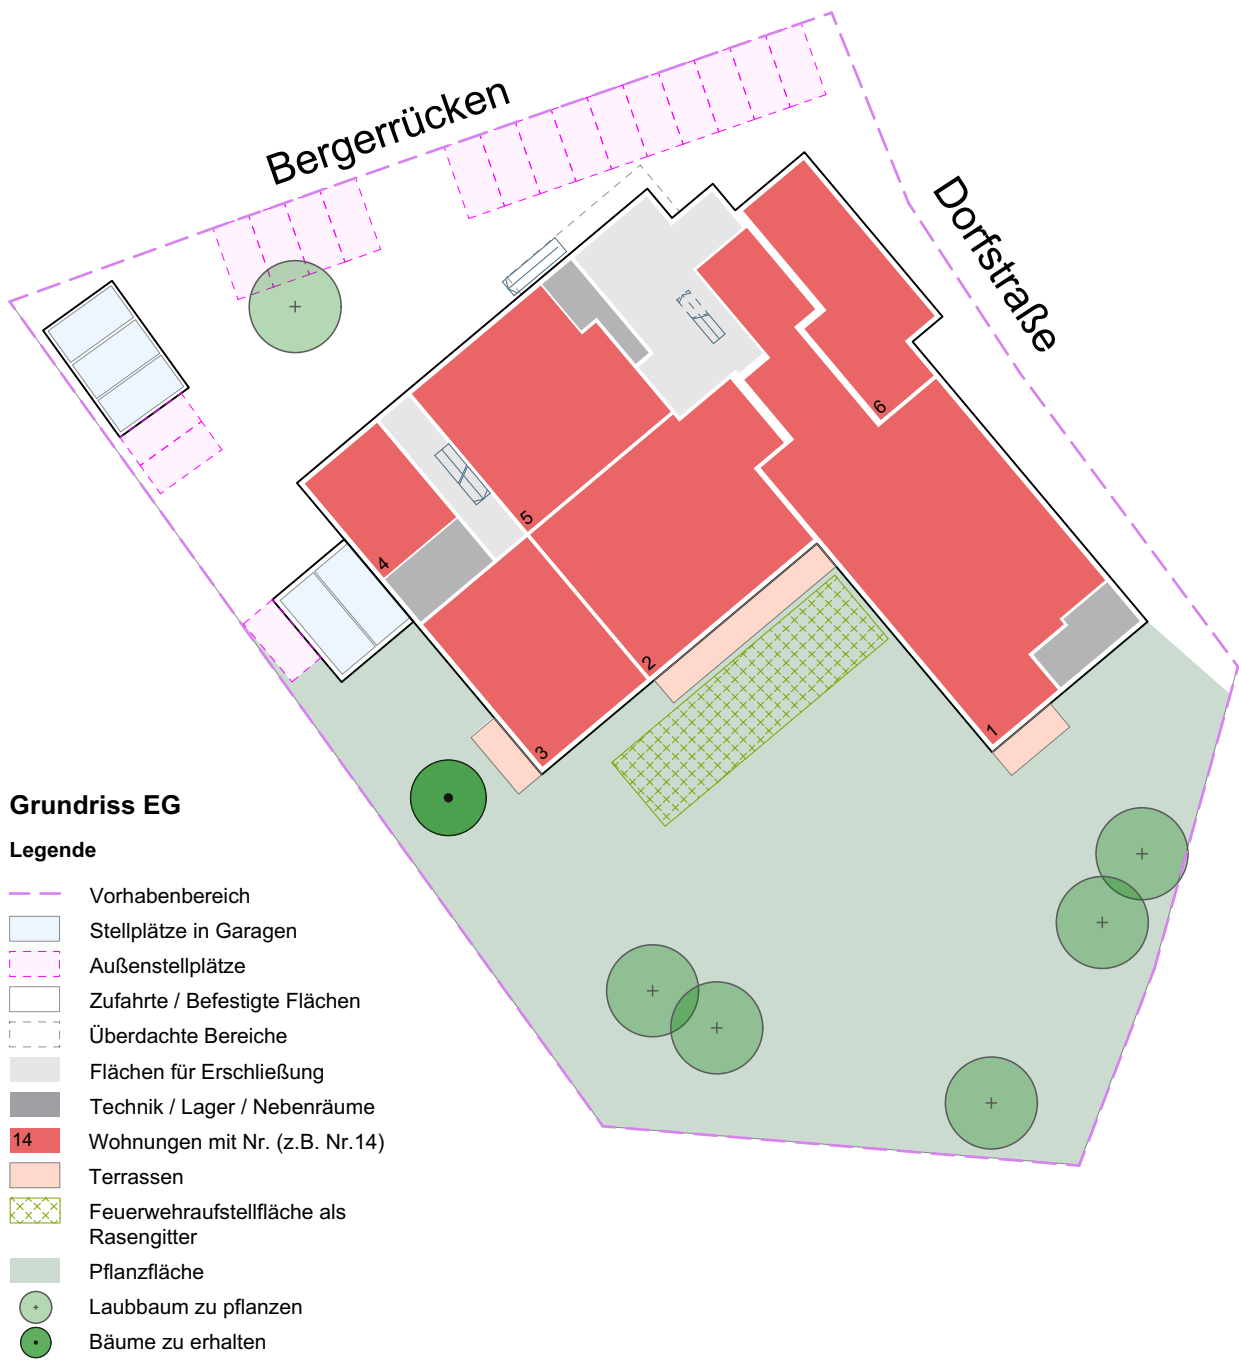 Bergerrücken
Dorfstraße
6
5
4
2
3
1
Grundriss EG
Legende
Vorhabenbereich
Stellplätze in Garagen
Außenstellplätze
Zufahrte / Befestigte Flächen
Überdachte Bereiche
Flächen für Erschließung
Technik / Lager / Nebenräume
14 Wohnungen mit Nr. (z.B. Nr.14)
Terrassen
Feuerwehraufstellfläche als
Rasengitter
Pflanzfläche
Laubbaum zu pflanzen
Bäume zu erhalten